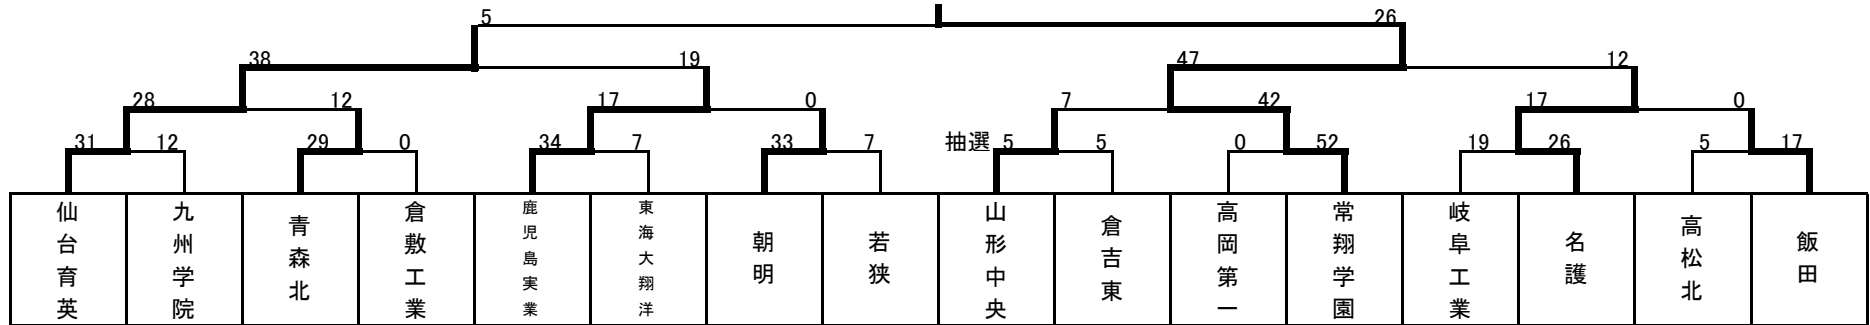 5 26
38 19 47 12
28 12 17 0 7 42 17 0
31 12 29 0 34 7 33 7 抽選 5 5 0 52 19 26 5 17
仙台育英
九州学院
青森北
倉敷工業
鹿児島実業
東海大翔洋
朝明
若狭
山形中央
倉吉東
高岡第一
常翔学園
岐阜工業
名護
高松北
飯田